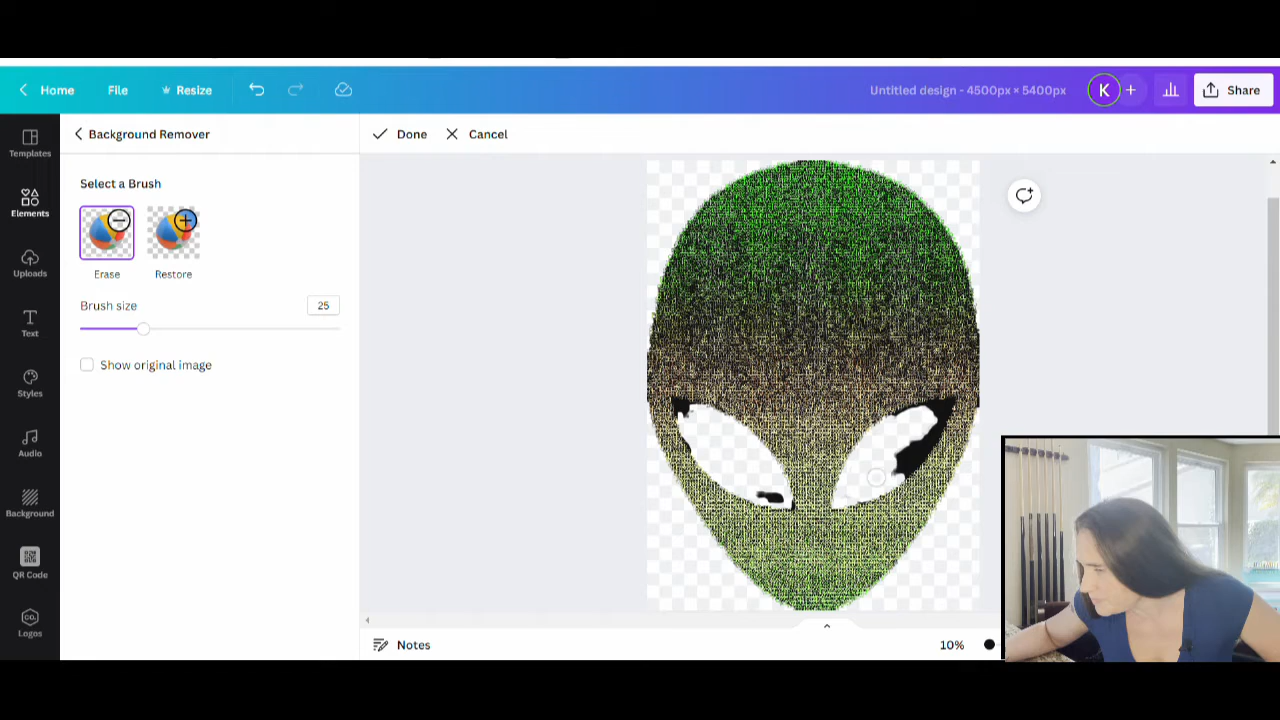 Home File Resize Untitled design - 4500px × 5400px K Share
Templates
Elements
Uploads
Text
Styles
Audio
Background
QR Code
CO.
Logos
Background Remover
Select a Brush
Erase Restore
Brush size 25
Show original image
Done Cancel
Notes 10%